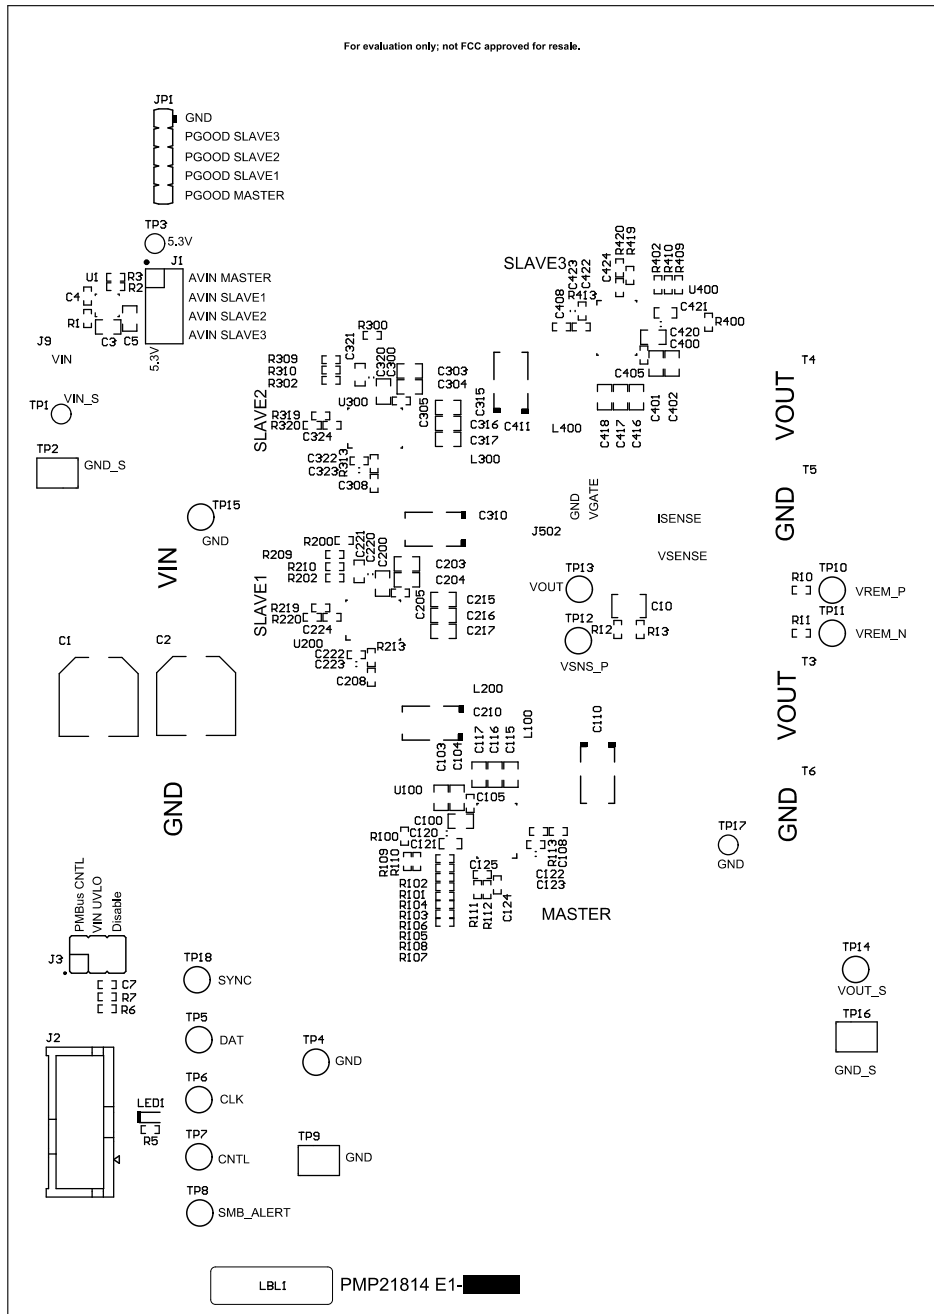 For evaluation only; not FCC approved for resale.
JP1
GND
PGOOD SLAVE3
PGOOD SLAVE2
PGOOD SLAVE1
PGOOD MASTER
TP3
5.3V
J1
AVIN MASTER
AVIN SLAVE1
AVIN SLAVE2
AVIN SLAVE3
5.3V
U1
R3
R2
C4
R1
C3
C5
J9
VIN
TP1
VIN_S
TP2
GND_S
TP15
GND
VIN
SLAVE2
R300
C321
C320
C300
R309
R310
R302
C303
C304
U300
C305
R319
R320
C324
C315
C316
C317
C322
C323
R313
C308
L300
C411
SLAVE3
C408
C423
C422
R413
C424
R420
R419
R402
R410
R409
U400
C421
R400
C420
C400
C405
C401
C402
C418
C417
C416
L400
T4
VOUT
T5
GND
C310
GND
VGATE
J502
ISENSE
VSENSE
SLAVE1
R200
C221
C220
C200
R209
R210
R202
C203
C204
C205
R219
R220
C224
C215
C216
C217
U200
C222
C223
R213
C208
L200
C210
TP13
VOUT
TP12
VSNS_P
C10
R12
R13
R10
TP10
VREM_P
R11
TP11
VREM_N
T3
VOUT
T6
GND
C1
C2
GND
C103
C104
C117
C116
C115
L100
C110
U100
C105
C100
R100
C120
C121
R109
R110
R102
R101
R104
R103
R106
R105
R108
R107
C125
R111
R112
C124
R113
C108
C122
C123
MASTER
TP17
GND
PMBus CNTL
VIN UVLO
Disable
J3
C7
R7
R6
TP18
SYNC
TP14
VOUT_S
TP16
GND_S
J2
TP5
DAT
TP4
GND
TP6
CLK
LED1
R5
TP7
CNTL
TP9
GND
TP8
SMB_ALERT
LBL1
PMP21814 E1-